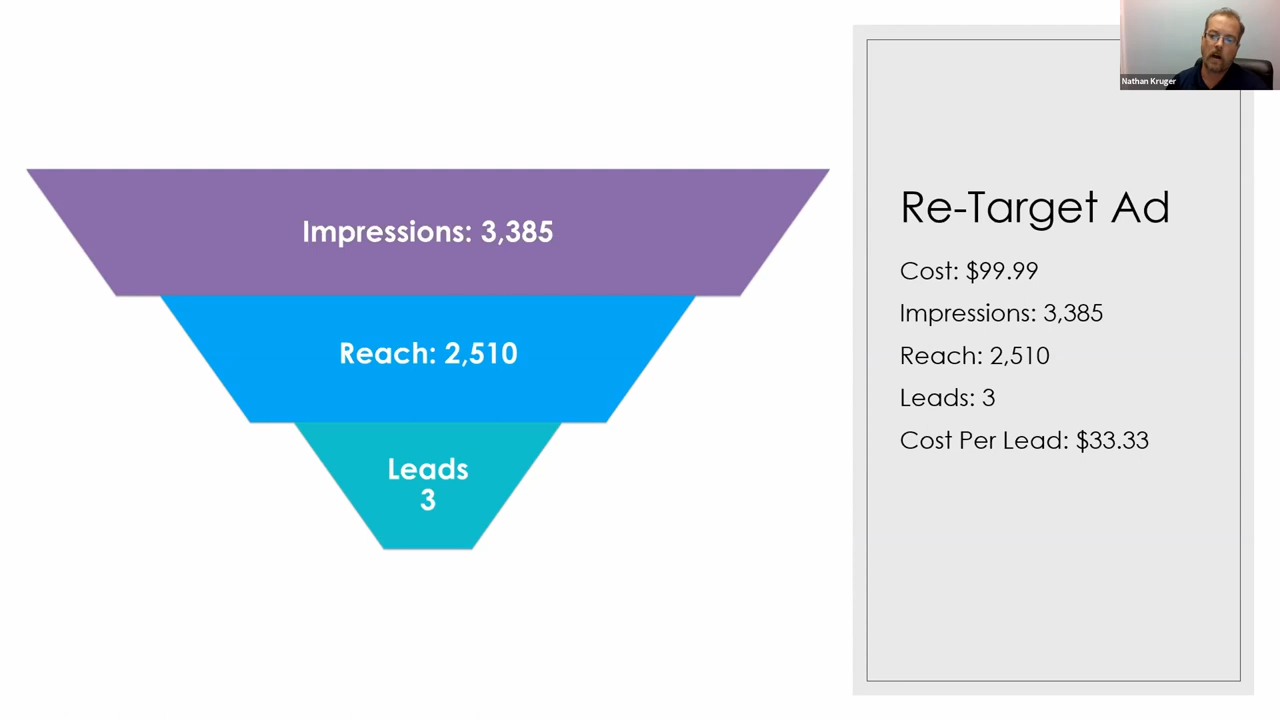 Impressions: 3,385
Reach: 2,510
Leads
3
Re-Target Ad
Cost: $99.99
Impressions: 3,385
Reach: 2,510
Leads: 3
Cost Per Lead: $33.33
Nathan Kruger